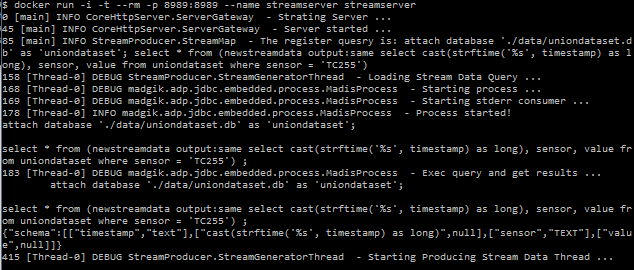 $ docker run -i -t --rm -p 8989:8989 --name streamserver streamserver
0 [main] INFO CoreHttpServer.ServerGateway  - Strating Server ...
45 [main] INFO CoreHttpServer.ServerGateway  - Server started ...
85 [main] INFO StreamProducer.StreamMap  - The register quesry is: attach database './data/uniondataset.d
b' as 'uniondataset'; select * from (newstreamdata output:same select cast(strftime('%s', timestamp) as l
ong), sensor, value from uniondataset where sensor = 'TC255')
158 [Thread-0] DEBUG StreamProducer.StreamGeneratorThread  - Loading Stream Data Query ...
168 [Thread-0] DEBUG madgik.adp.jdbc.embedded.process.MadisProcess  - Starting process ...
169 [Thread-0] DEBUG madgik.adp.jdbc.embedded.process.MadisProcess  - Starting stderr consumer ...
178 [Thread-0] INFO madgik.adp.jdbc.embedded.process.MadisProcess  - Process started!
attach database './data/uniondataset.db' as 'uniondataset';
select * from (newstreamdata output:same select cast(strftime('%s', timestamp) as long), sensor, value fr
om uniondataset where sensor = 'TC255') ;
183 [Thread-0] DEBUG madgik.adp.jdbc.embedded.process.MadisProcess  - Exec query and get results ...
attach database './data/uniondataset.db' as 'uniondataset';
select * from (newstreamdata output:same select cast(strftime('%s', timestamp) as long), sensor, value fr
om uniondataset where sensor = 'TC255') ;
{"schema":[["timestamp","text"],["cast(strftime('%s', timestamp) as long)",null],["sensor","TEXT"],["valu
e",null]]}
415 [Thread-0] DEBUG StreamProducer.StreamGeneratorThread  - Starting Producing Stream Data Thread ...